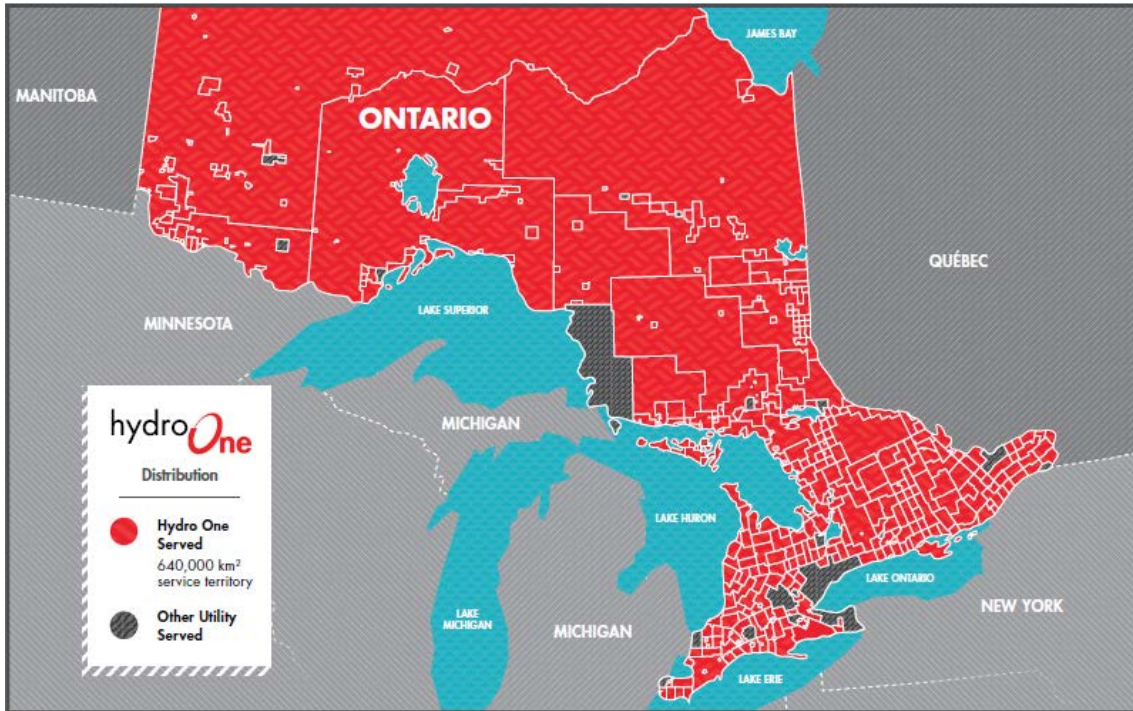 JAMES BAY
MANITOBA
ONTARIO
QUÉBEC
MINNESOTA
LAKE SUPERIOR
MICHIGAN
LAKE HURON
LAKE ONTARIO
NEW YORK
LAKE
MICHIGAN
MICHIGAN
LAKE ERIE
hydroOne
Distribution
Hydro One
Served
640,000 km²
service territory
Other Utility
Served